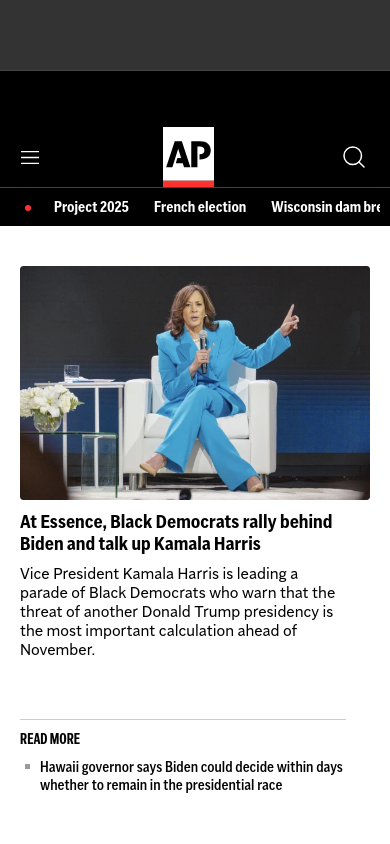 AP
Project 2025 French election Wisconsin dam bre
At Essence, Black Democrats rally behind
Biden and talk up Kamala Harris
Vice President Kamala Harris is leading a
parade of Black Democrats who warn that the
threat of another Donald Trump presidency is
the most important calculation ahead of
November.
READ MORE
Hawaii governor says Biden could decide within days
whether to remain in the presidential race